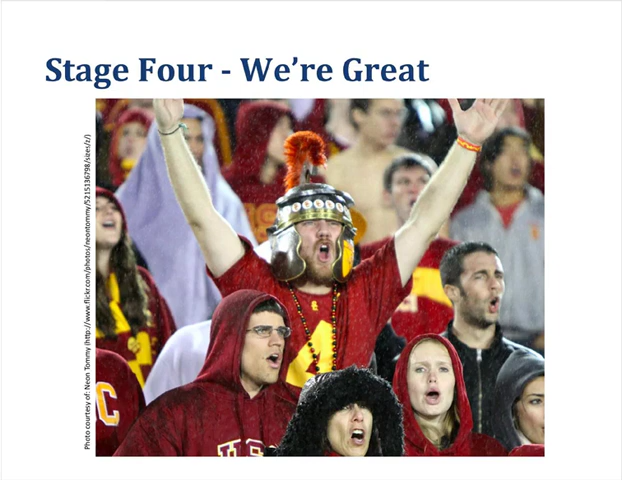 Stage Four - We’re Great
Photo courtesy of: Neon Tommy (http://www.flickr.com/photos/neontommy/5215136798/sizes/z/)
C